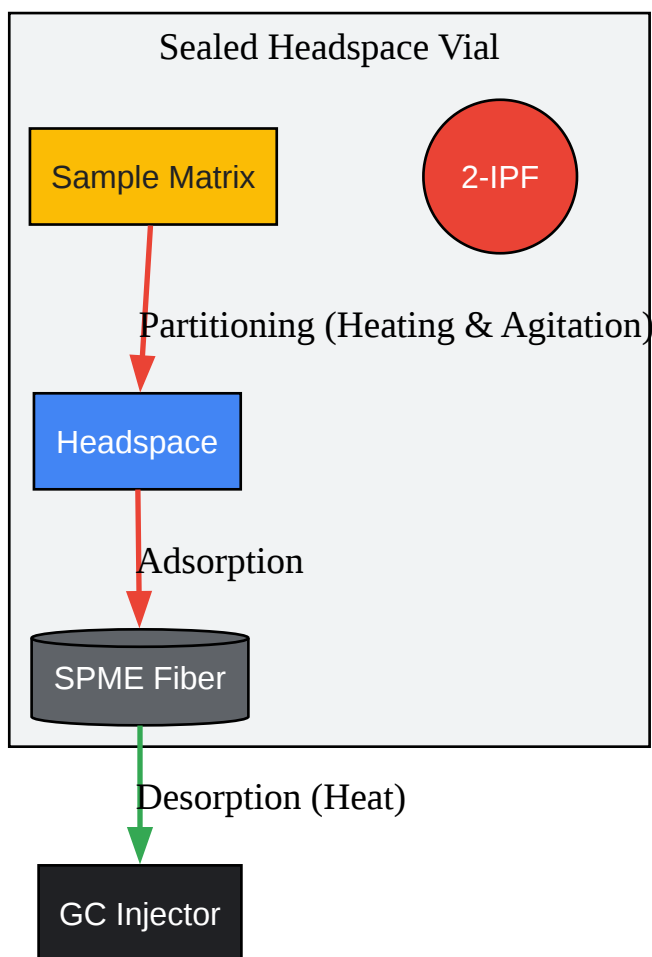 Sealed Headspace Vial
Sample Matrix
2-IPF
Partitioning (Heating & Agitation)
Headspace
Adsorption
SPME Fiber
Desorption (Heat)
GC Injector